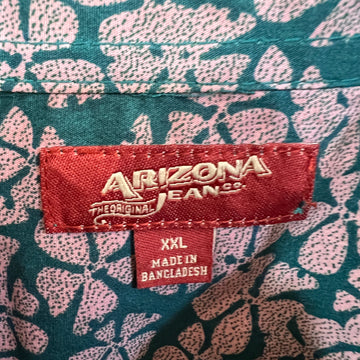 ARIZONA
THE ORIGINAL JEAN CO.
XXL
MADE IN
BANGLADESH